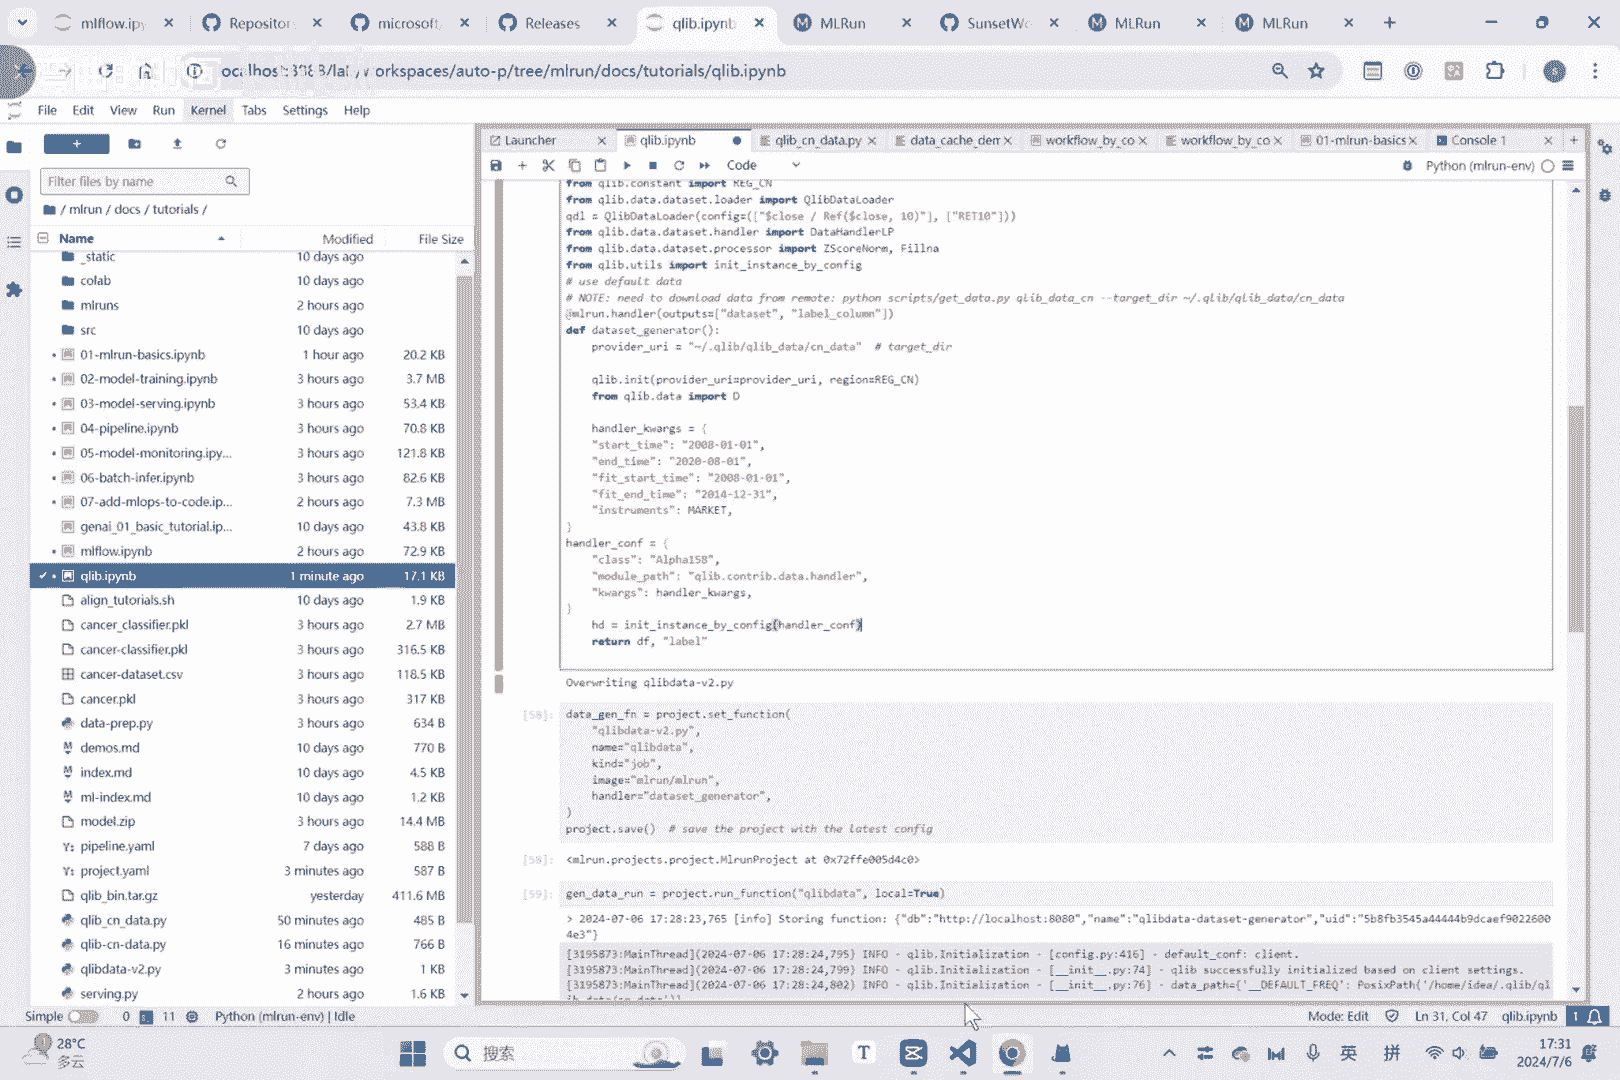 mlflow.ipy
Repositor
microsoft
Releases
qlib.ipynb
MLRun
SunsetWo
MLRun
MLRun
/tree/mlrun/docs/tutorials/qlib.ipynb
File Edit View Run Kernel Tabs Settings Help
Launcher
qlib.ipynb
qlib_cn_data.py
data_cache_dem
workflow_by_co
workflow_by_co
01-mlrun-basics
Console 1
Code
Python (mlrun-env)
Filter files by name
/ mlrun / docs / tutorials /
Name Modified File Size
_static 10 days ago
colab 10 days ago
mlruns 2 hours ago
src 10 days ago
01-mlrun-basics.ipynb 1 hour ago 20.2 KB
02-model-training.ipynb 3 hours ago 3.7 MB
03-model-serving.ipynb 3 hours ago 53.4 KB
04-pipeline.ipynb 3 hours ago 70.8 KB
05-model-monitoring.ipy... 3 hours ago 121.8 KB
06-batch-infer.ipynb 3 hours ago 82.6 KB
07-add-mlops-to-code.ip... 2 hours ago 7.3 MB
genai_01_basic_tutorial.ip... 10 days ago 43.8 KB
mlflow.ipynb 2 hours ago 72.9 KB
qlib.ipynb 1 minute ago 17.1 KB
align_tutorials.sh 10 days ago 1.9 KB
cancer_classifier.pkl 3 hours ago 2.7 MB
cancer-classifier.pkl 3 hours ago 316.5 KB
cancer-dataset.csv 3 hours ago 118.5 KB
cancer.pkl 3 hours ago 317 KB
data-prep.py 3 hours ago 634 B
demos.md 10 days ago 770 B
index.md 10 days ago 4.5 KB
ml-index.md 10 days ago 1.2 KB
model.zip 3 hours ago 14.4 MB
pipeline.yaml 7 days ago 588 B
project.yaml 3 minutes ago 587 B
qlib_bin.tar.gz yesterday 411.6 MB
qlib_cn_data.py 50 minutes ago 485 B
qlib-cn-data.py 16 minutes ago 766 B
qlibdata-v2.py 3 minutes ago 1 KB
serving.py 2 hours ago 1.6 KB
from qlib.constant import REG_CN
from qlib.data.dataset.loader import QlibDataLoader
qdl = QlibDataLoader(config=(["$close / Ref($close, 10)"], ["RET10"]))
from qlib.data.dataset.handler import DataHandlerLP
from qlib.data.dataset.processor import ZScoreNorm, Fillna
from qlib.utils import init_instance_by_config
# use default data
# NOTE: need to download data from remote: python scripts/get_data.py qlib_data_cn --target_dir ~/.qlib/qlib_data/cn_data
@mlrun.handler(outputs=["dataset", "label_column"])
def dataset_generator():
provider_uri = "~/.qlib/qlib_data/cn_data" # target_dir
qlib.init(provider_uri=provider_uri, region=REG_CN)
from qlib.data import D
handler_kwargs = {
"start_time": "2008-01-01",
"end_time": "2020-08-01",
"fit_start_time": "2008-01-01",
"fit_end_time": "2014-12-31",
"instruments": MARKET,
}
handler_conf = {
"class": "Alpha158",
"module_path": "qlib.contrib.data.handler",
"kwargs": handler_kwargs,
}
hd = init_instance_by_config(handler_conf)
return df, "label"
Overwriting qlibdata-v2.py
[58]: data_gen_fn = project.set_function(
"qlibdata-v2.py",
name="qlibdata",
kind="job",
image="mlrun/mlrun",
handler="dataset_generator",
)
project.save() # save the project with the latest config
[58]: <mlrun.projects.project.MlrunProject at 0x72ffe005d4c0>
[59]: gen_data_run = project.run_function("qlibdata", local=True)
> 2024-07-06 17:28:23,765 [info] Storing function: {"db":"http://localhost:8080","name":"qlibdata-dataset-generator","uid":"5b8fb3545a44444b9dcaef9022600
4e3"}
[3195873:MainThread](2024-07-06 17:28:24,795) INFO - qlib.Initialization - [config.py:416] - default_conf: client.
[3195873:MainThread](2024-07-06 17:28:24,799) INFO - qlib.Initialization - [__init__.py:74] - qlib successfully initialized based on client settings.
[3195873:MainThread](2024-07-06 17:28:24,802) INFO - qlib.Initialization - [__init__.py:76] - data_path={'__DEFAULT_FREQ': PosixPath('/home/idea/.qlib/ql
Simple 0 11 Python (mlrun-env) | Idle
Mode: Edit Ln 31, Col 47 qlib.ipynb 1
28°C
多云
搜索
英 拼
17:31
2024/7/6